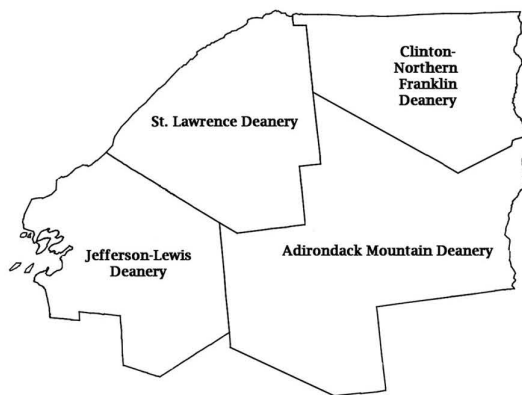 Clinton-
Northern
Franklin
Deanery
St. Lawrence Deanery
Jefferson-Lewis
Deanery
Adirondack Mountain Deanery